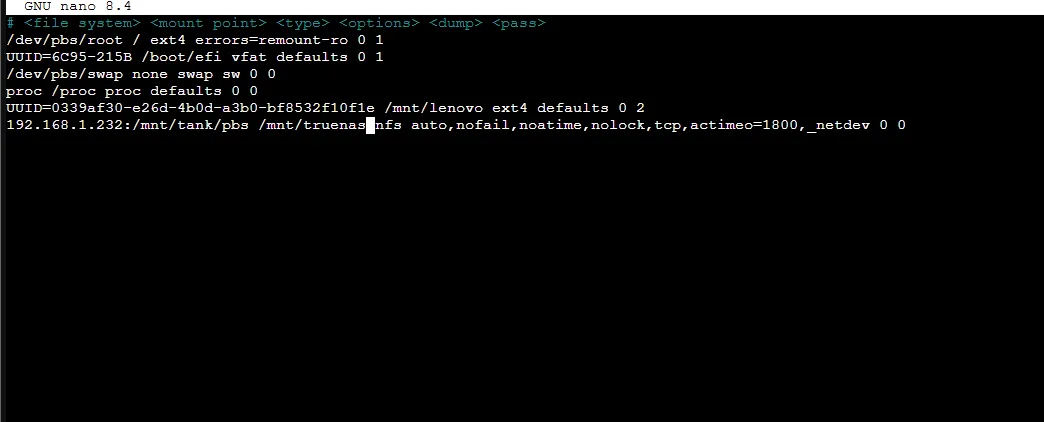 GNU nano 8.4
# <file system> <mount point> <type> <options> <dump> <pass>
/dev/pbs/root / ext4 errors=remount-ro 0 1
UUID=6C95-215B /boot/efi vfat defaults 0 1
/dev/pbs/swap none swap sw 0 0
proc /proc proc defaults 0 0
UUID=0339af30-e26d-4b0d-a3b0-bf8532f10f1e /mnt/lenovo ext4 defaults 0 2
192.168.1.232:/mnt/tank/pbs /mnt/truenas nfs auto,nofail,noatime,nolock,tcp,actimeo=1800,_netdev 0 0